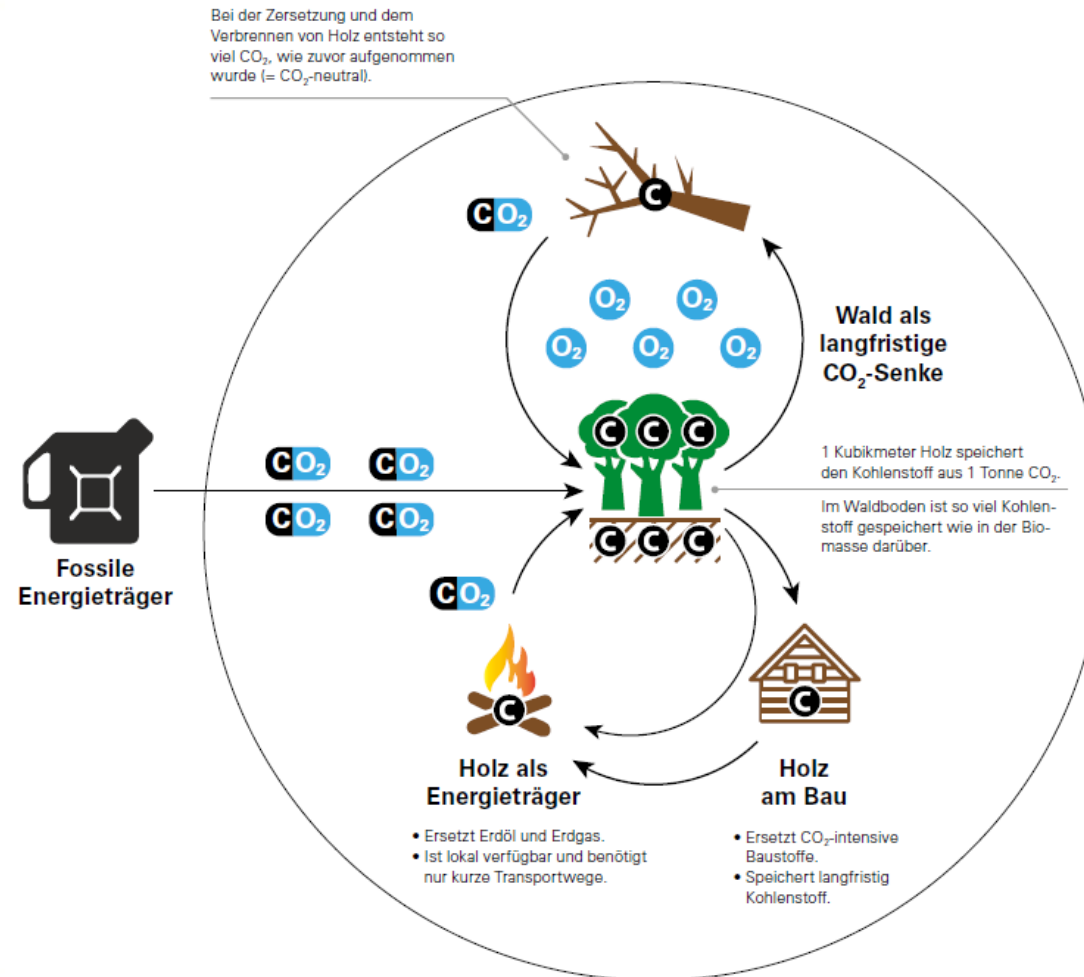 Bei der Zersetzung und dem
Verbrennen von Holz entsteht so
viel CO₂, wie zuvor aufgenommen
wurde (= CO₂-neutral).
C
CO₂
O₂ O₂
O₂ O₂ O₂
Wald als
langfristige
CO₂-Senke
C C C
1 Kubikmeter Holz speichert
den Kohlenstoff aus 1 Tonne CO₂.
Im Waldboden ist so viel Kohlen-
stoff gespeichert wie in der Bio-
masse darüber.
CO₂ CO₂
CO₂ CO₂
C C C
Fossile
Energieträger
CO₂
C
Holz als
Energieträger
• Ersetzt Erdöl und Erdgas.
• Ist lokal verfügbar und benötigt
nur kurze Transportwege.
C
Holz
am Bau
• Ersetzt CO₂-intensive
Baustoffe.
• Speichert langfristig
Kohlenstoff.